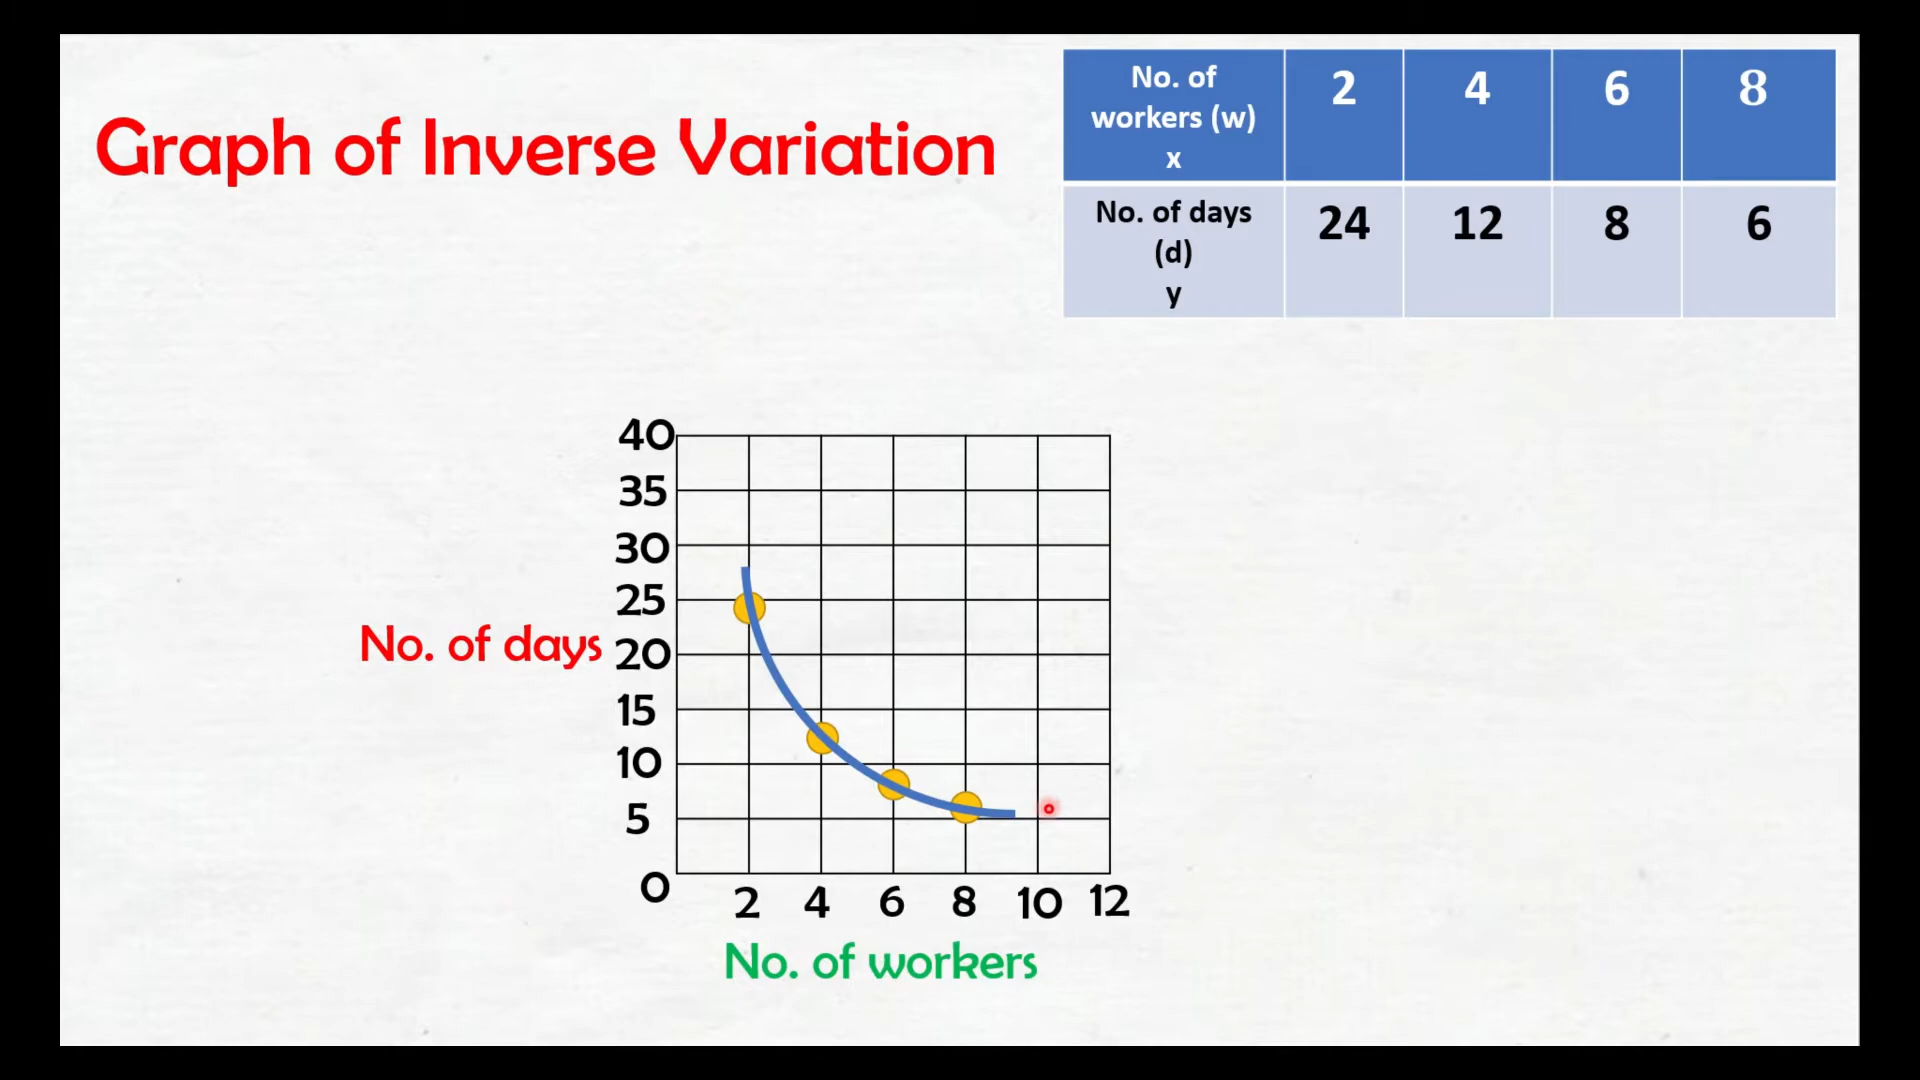 Graph of Inverse Variation
No. of
workers (w)
x
2
4
6
8
No. of days
(d)
y
24
12
8
6
40
35
30
25
No. of days
20
15
10
5
0
2
4
6
8
10
12
No. of workers